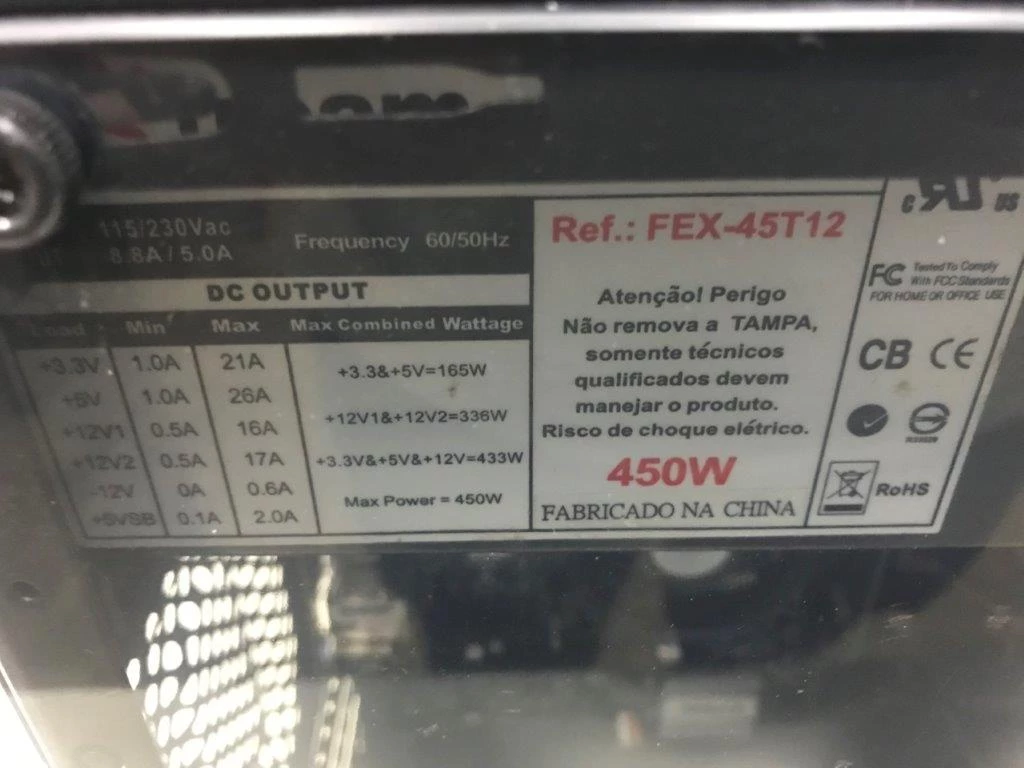 115/230Vac
8.8A / 5.0A
Frequency 60/50Hz
DC OUTPUT
Load Min Max Max Combined Wattage
+3.3V 1.0A 21A
+5V 1.0A 26A
+12V1 0.5A 16A
+12V2 0.5A 17A
-12V 0A 0.6A
+5VSB 0.1A 2.0A
+3.3&+5V=165W
+12V1&+12V2=336W
+3.3V&+5V&+12V=433W
Max Power = 450W
Ref.: FEX-45T12
Atenção! Perigo
Não remova a TAMPA,
somente técnicos
qualificados devem
manejar o produto.
Risco de choque elétrico.
450W
FABRICADO NA CHINA
c US
FC Tested To Comply
With FCC Standards
FOR HOME OR OFFICE USE
CB CE
RoHS